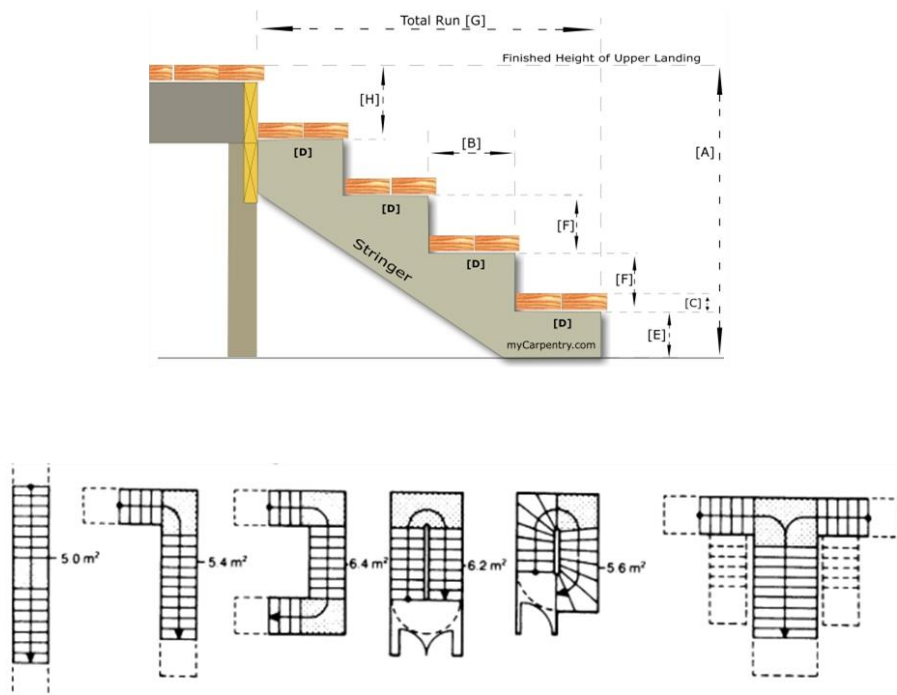 Total Run [G]
Finished Height of Upper Landing
[H]
[D]
[B]
[A]
[D]
[F]
Stringer
[D]
[F]
[C]
[D]
[E]
myCarpentry.com
5.0 m²
5.4 m²
6.4 m²
6.2 m²
5.6 m²